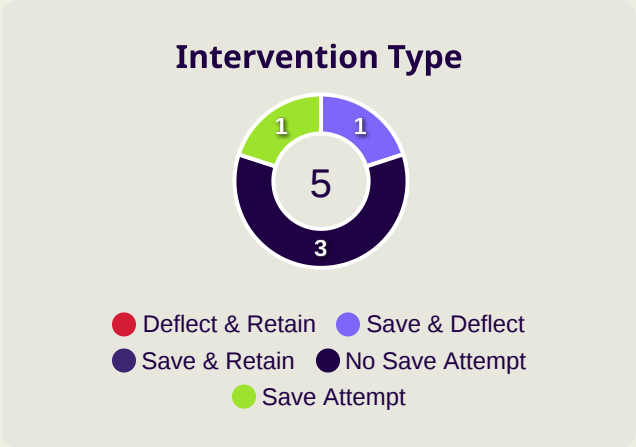 Intervention Type
1 1
5
3
Deflect & Retain Save & Deflect
Save & Retain No Save Attempt
Save Attempt